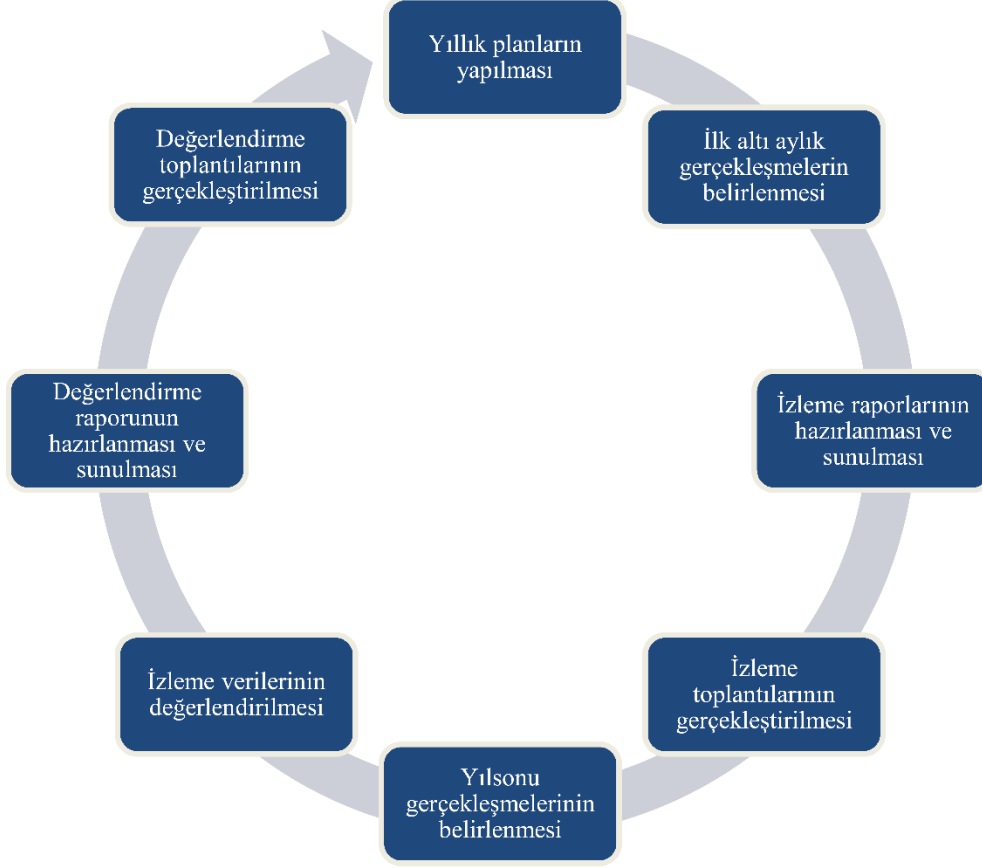 Yıllık planların
yapılması
İlk altı aylık
gerçekleşmelerin
belirlenmesi
İzleme raporlarının
hazırlanması ve
sunulması
İzleme
toplantılarının
gerçekleştirilmesi
Yılsonu
gerçekleşmelerinin
belirlenmesi
İzleme verilerinin
değerlendirilmesi
Değerlendirme
raporunun
hazırlanması ve
sunulması
Değerlendirme
toplantılarının
gerçekleştirilmesi